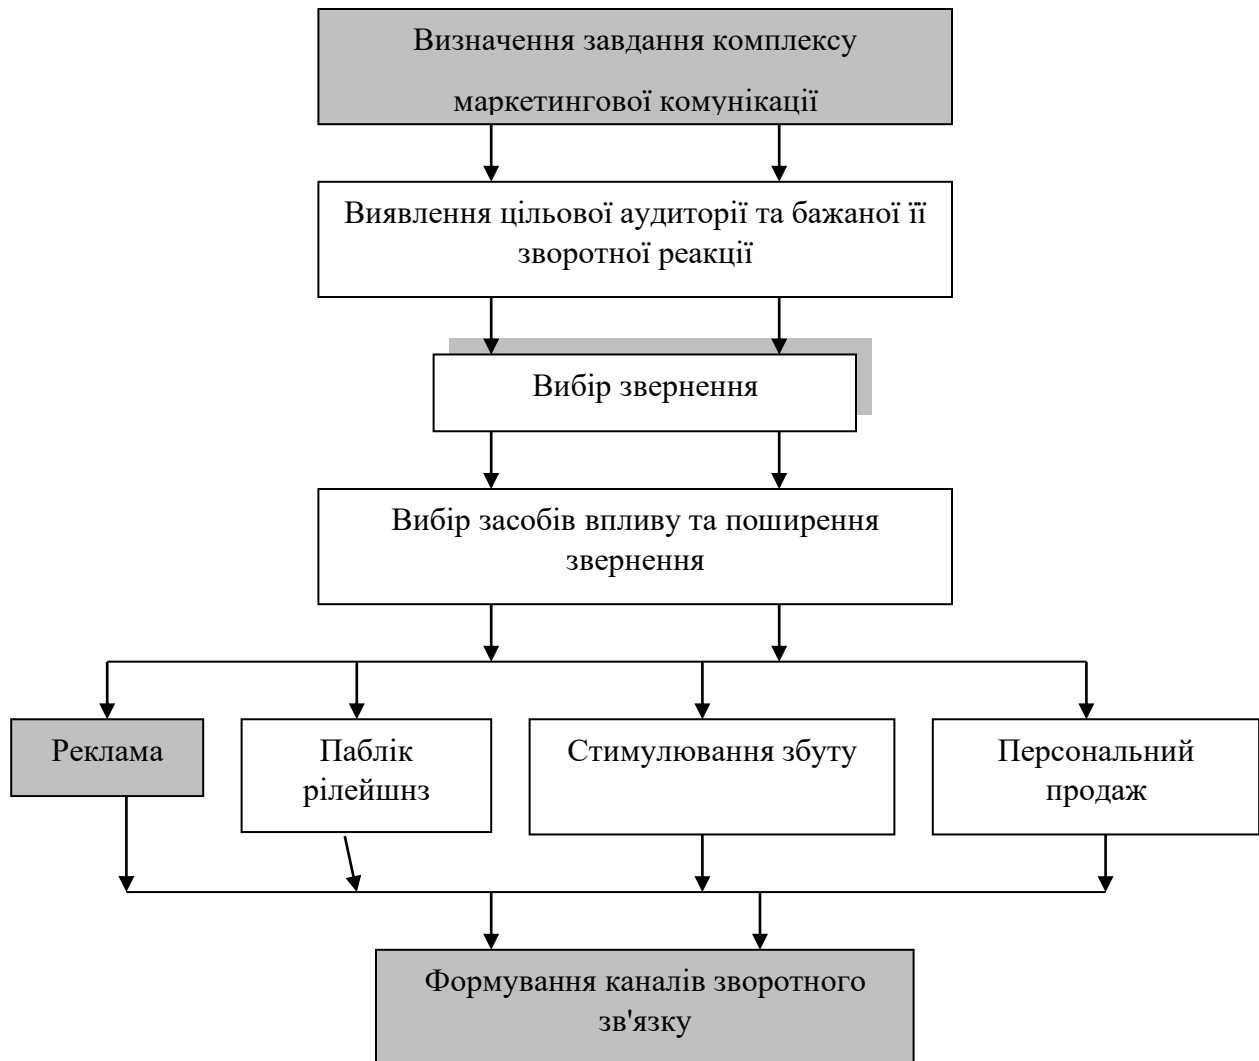 Визначення завдання комплексу
маркетингової комунікації
Виявлення цільової аудиторії та бажаної її
зворотної реакції
Вибір звернення
Вибір засобів впливу та поширення
звернення
Реклама
Паблік
рілейшнз
Стимулювання збуту
Персональний
продаж
Формування каналів зворотного
зв'язку